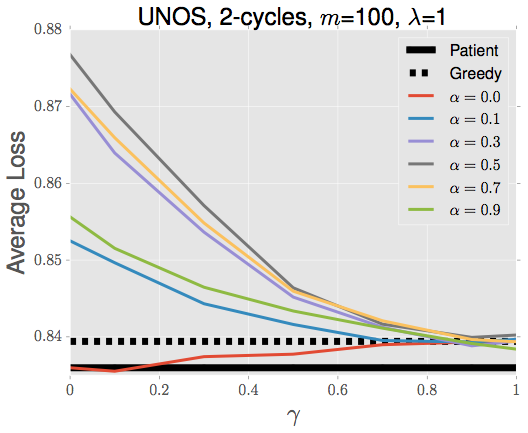 UNOS, 2-cycles, m=100, λ=1
0.88
0.87
0.86
0.85
0.84
Average Loss
Patient
Greedy
α = 0.0
α = 0.1
α = 0.3
α = 0.5
α = 0.7
α = 0.9
0 0.2 0.4 0.6 0.8 1
γ